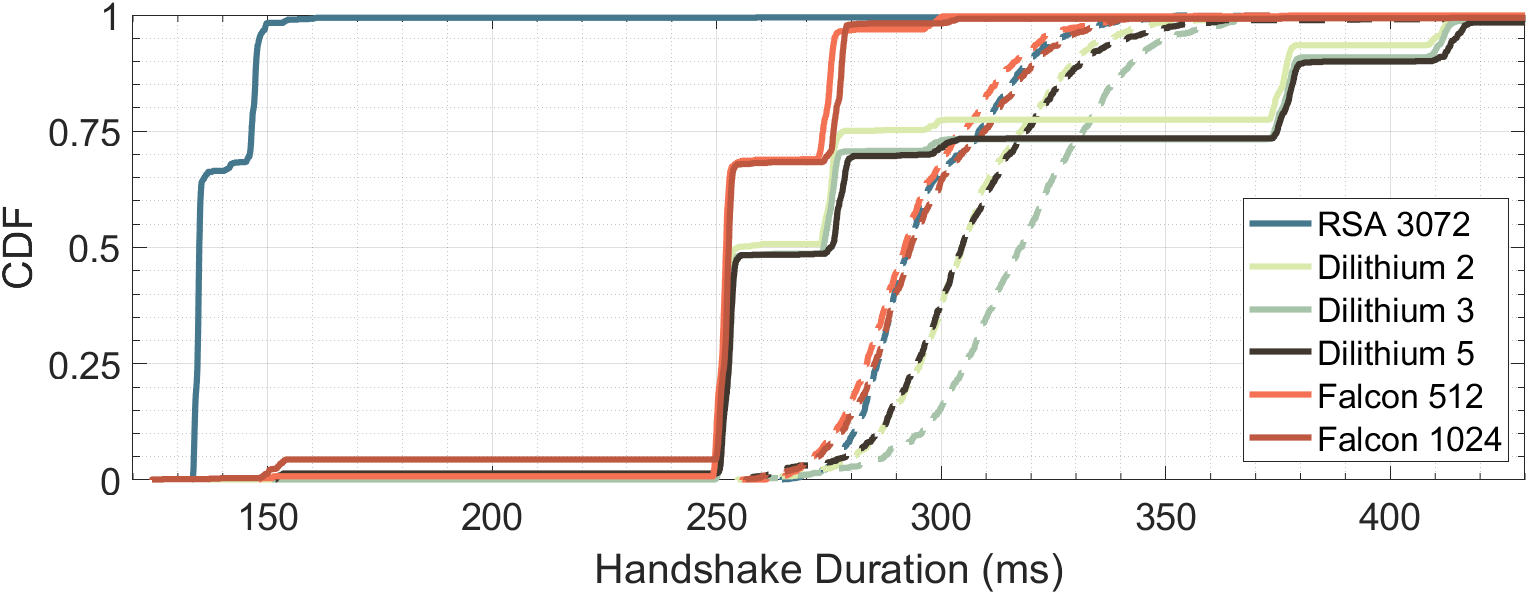 1
0.75
0.5
0.25
0
CDF
RSA 3072
Dilithium 2
Dilithium 3
Dilithium 5
Falcon 512
Falcon 1024
150 200 250 300 350 400
Handshake Duration (ms)